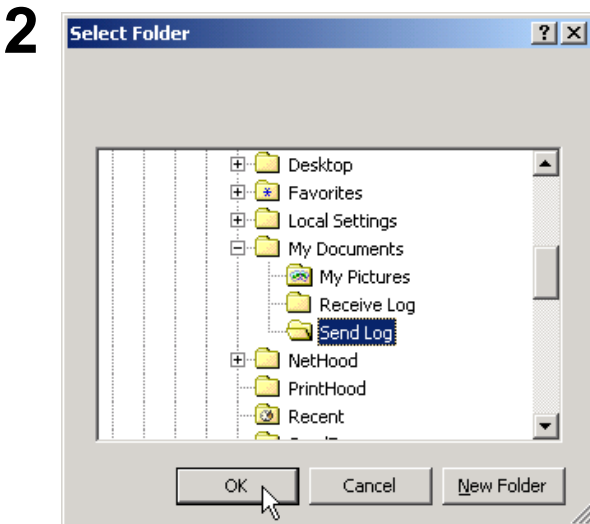 2
Select Folder
Desktop
Favorites
Local Settings
My Documents
My Pictures
Receive Log
Send Log
NetHood
PrintHood
Recent
OK
Cancel
New Folder